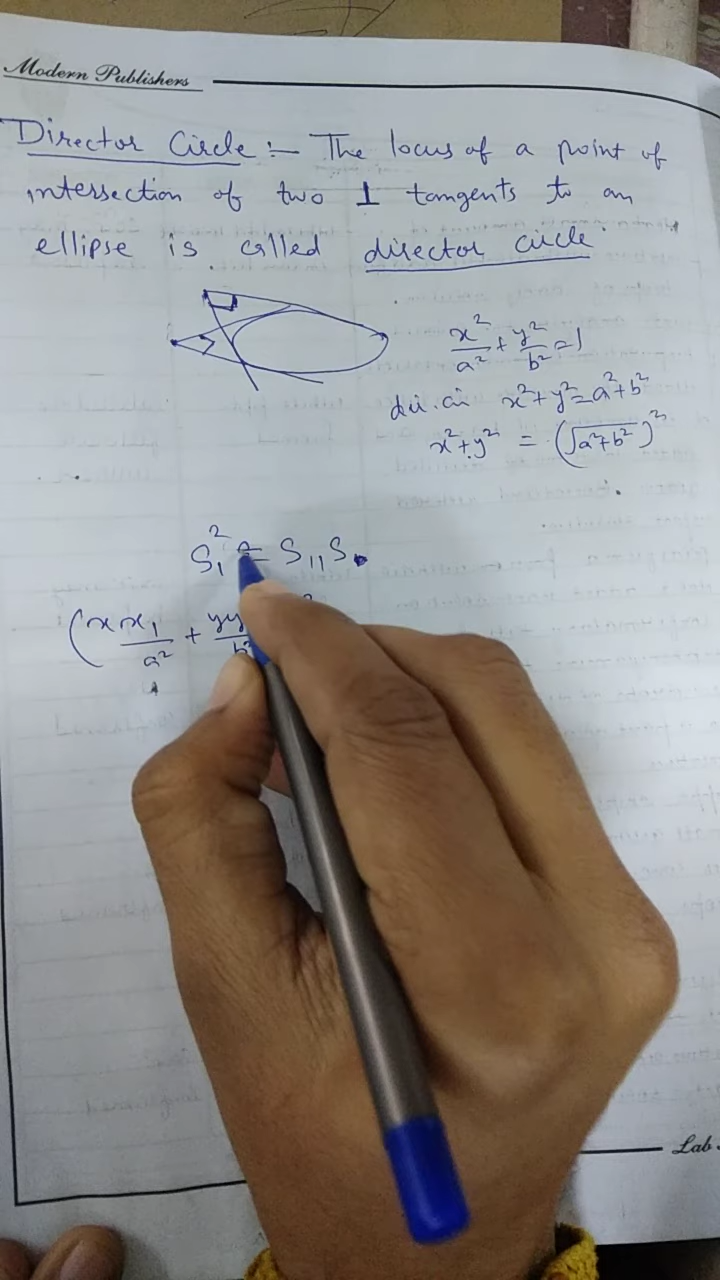 Modern Publishers
Director Circle :- The locus of a point of
intersection of two ⊥ tangents to an
ellipse is called director circle.
x²/a² + y²/b² = 1
dir. cir x² + y² = a² + b²
x² + y² = (√a²+b²)²
S₁² = S₁₁ S
(xx₁/a² + yy
Lab